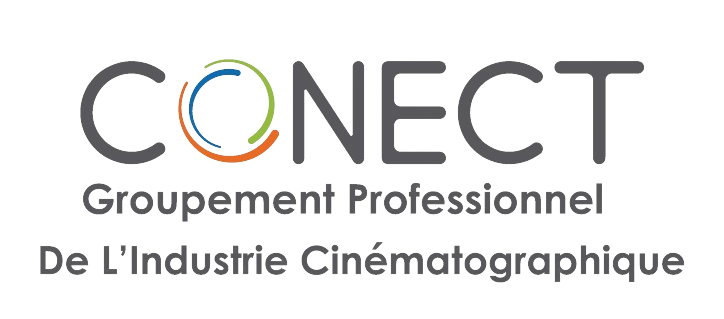 CONECT
Groupement Professionnel
De L'Industrie Cinématographique